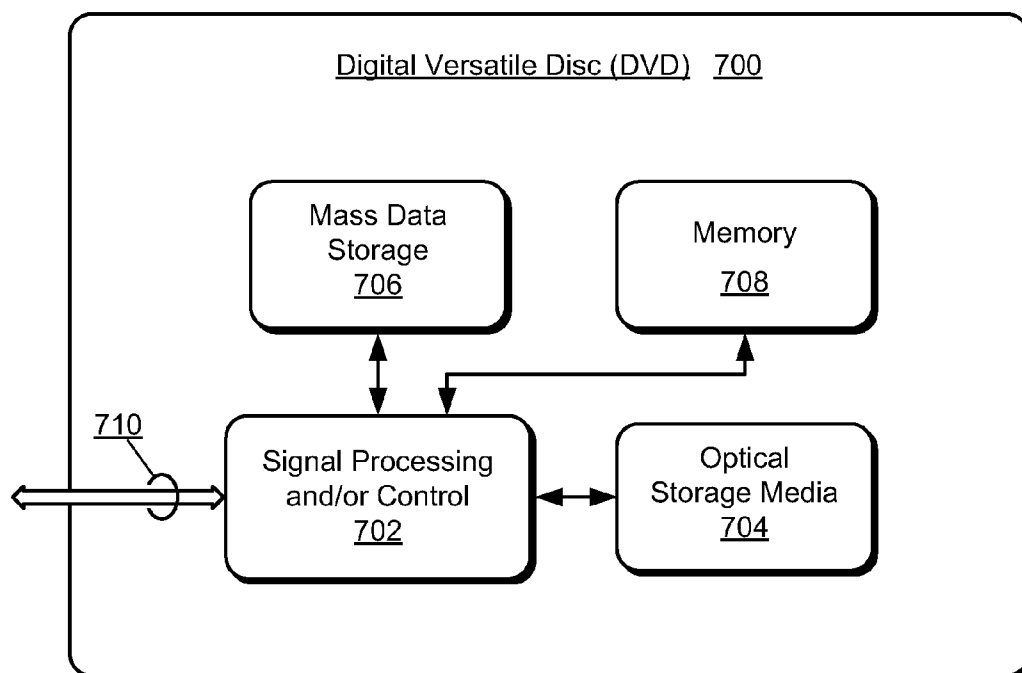 Digital Versatile Disc (DVD) 700
Mass Data
Storage
706
Memory
708
710
Signal Processing
and/or Control
702
Optical
Storage Media
704